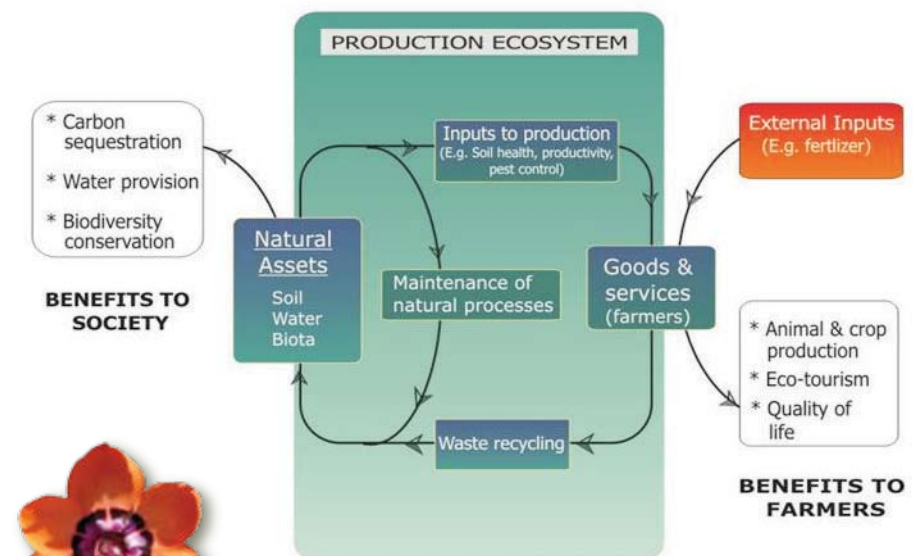 PRODUCTION ECOSYSTEM
* Carbon
sequestration
* Water provision
* Biodiversity
conservation
BENEFITS TO
SOCIETY
Natural
Assets
Soil
Water
Biota
Inputs to production
(E.g. Soil health, productivity,
pest control)
Maintenance of
natural processes
Waste recycling
External Inputs
(E.g. fertlizer)
Goods &
services
(farmers)
* Animal & crop
production
* Eco-tourism
* Quality of
life
BENEFITS TO
FARMERS